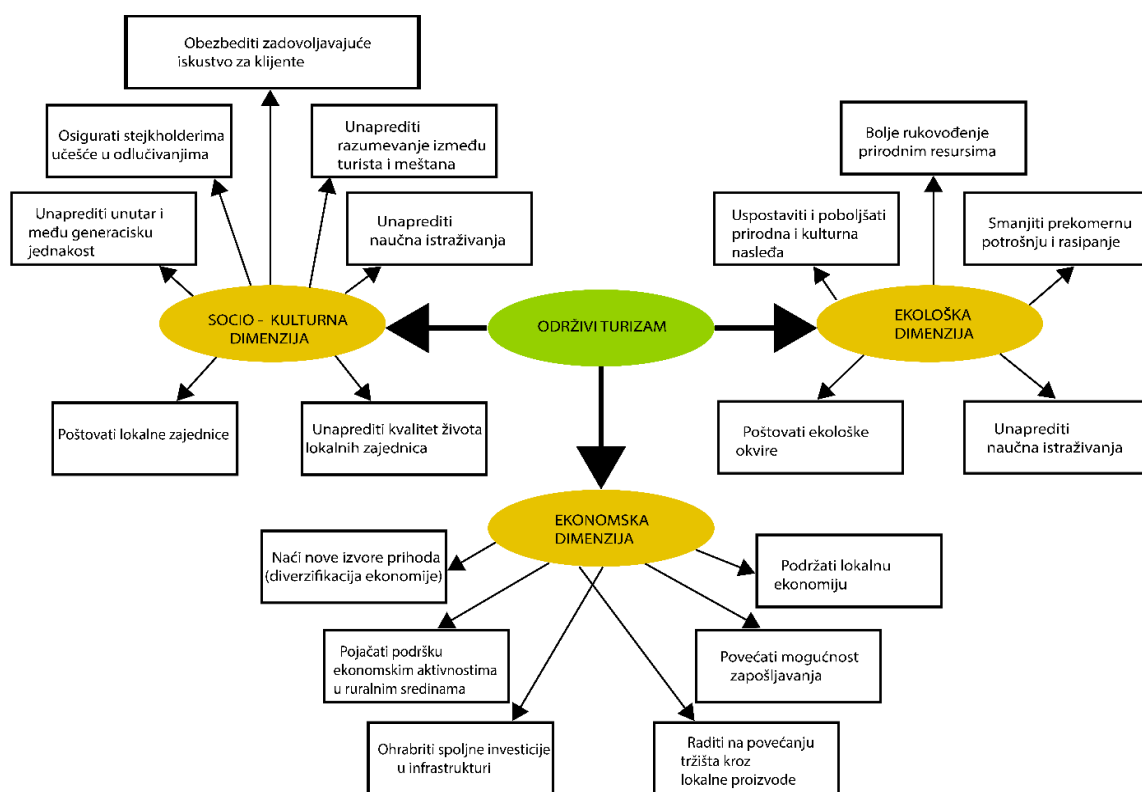 Obezbediti zadovoljavajuće
iskustvo za klijente
Osigurati stejkholderima
učešće u odlučivanjima
Unaprediti
razumevanje između
turista i meštana
Unaprediti unutar i
među generacisku
jednakost
Unaprediti
naučna istraživanja
SOCIO - KULTURNA
DIMENZIJA
Poštovati lokalne zajednice
Unaprediti kvalitet života
lokalnih zajednica
ODRŽIVI TURIZAM
Bolje rukovođenje
prirodnim resursima
Uspostaviti i poboljšati
prirodna i kulturna
nasleđa
Smanjiti prekomernu
potrošnju i rasipanje
EKOLOŠKA
DIMENZIJA
Poštovati ekološke
okvire
Unaprediti
naučna istraživanja
EKONOMSKA
DIMENZIJA
Naći nove izvore prihoda
(diverzifikacija ekonomije)
Podržati lokalnu
ekonomiju
Pojačati podršku
ekonomskim aktivnostima
u ruralnim sredinama
Povećati mogućnost
zapošljavanja
Ohrabriti spoljne investicije
u infrastrukturi
Raditi na povećanju
tržišta kroz
lokalne proizvode